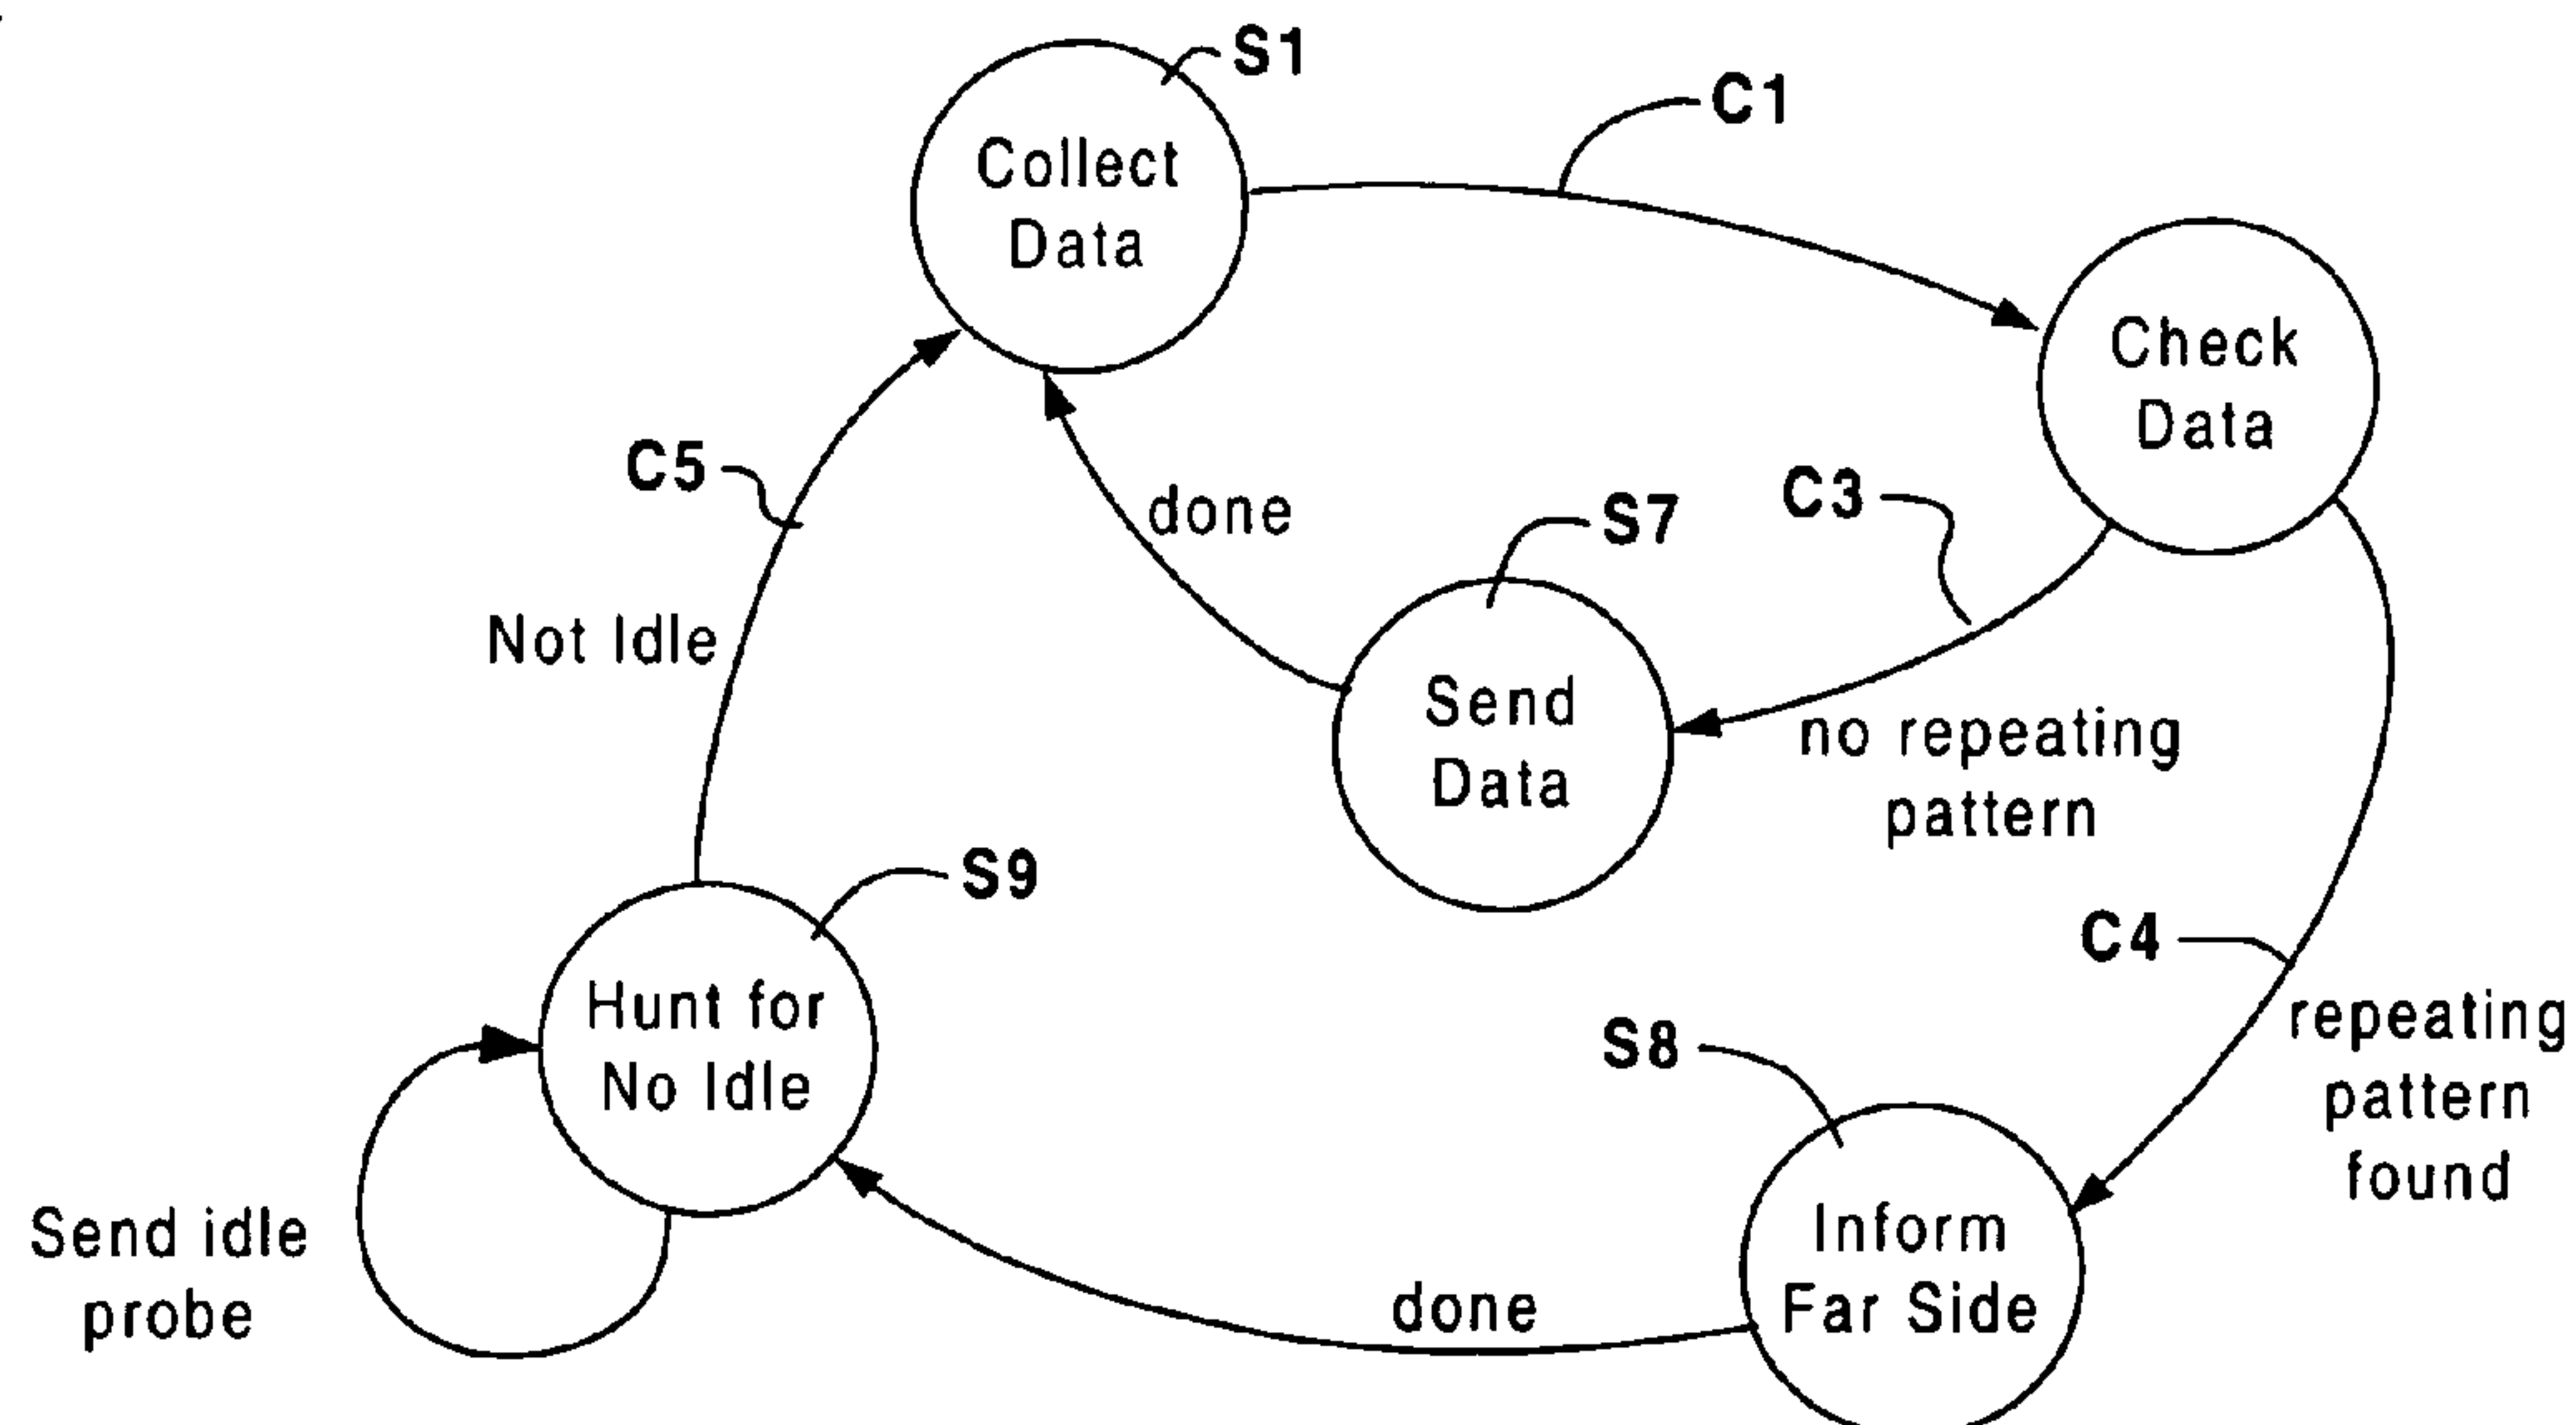 S1
Collect
Data
C1
Check
Data
C5
done
S7
C3
Not Idle
Send
Data
no repeating
pattern
S9
C4
Hunt for
No Idle
S8
repeating
pattern
found
Send idle
probe
Inform
Far Side
done